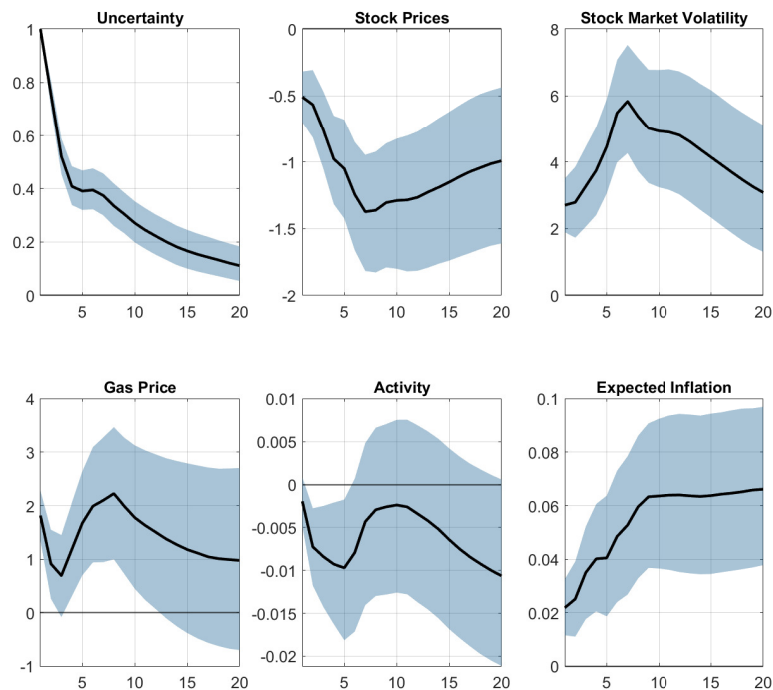 Uncertainty
1
0.8
0.6
0.4
0.2
0
5 10 15 20
Stock Prices
0
-0.5
-1
-1.5
-2
5 10 15 20
Stock Market Volatility
8
6
4
2
0
5 10 15 20
Gas Price
4
3
2
1
0
-1
5 10 15 20
Activity
0.01
0.005
0
-0.005
-0.01
-0.015
-0.02
5 10 15 20
Expected Inflation
0.1
0.08
0.06
0.04
0.02
0
5 10 15 20